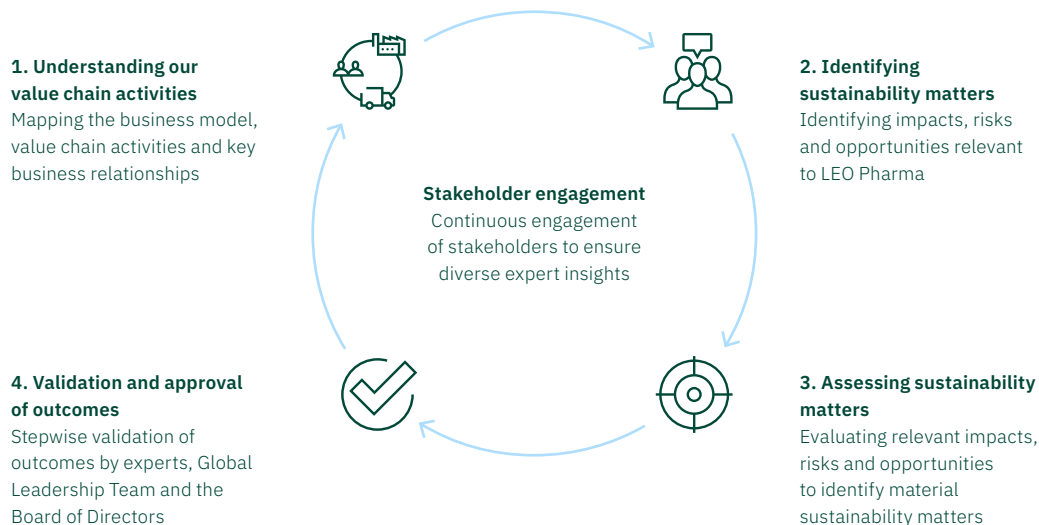 1. Understanding our
value chain activities
Mapping the business model,
value chain activities and key
business relationships
2. Identifying
sustainability matters
Identifying impacts, risks
and opportunities relevant
to LEO Pharma
Stakeholder engagement
Continuous engagement
of stakeholders to ensure
diverse expert insights
3. Assessing sustainability
matters
Evaluating relevant impacts,
risks and opportunities
to identify material
sustainability matters
4. Validation and approval
of outcomes
Stepwise validation of
outcomes by experts, Global
Leadership Team and the
Board of Directors